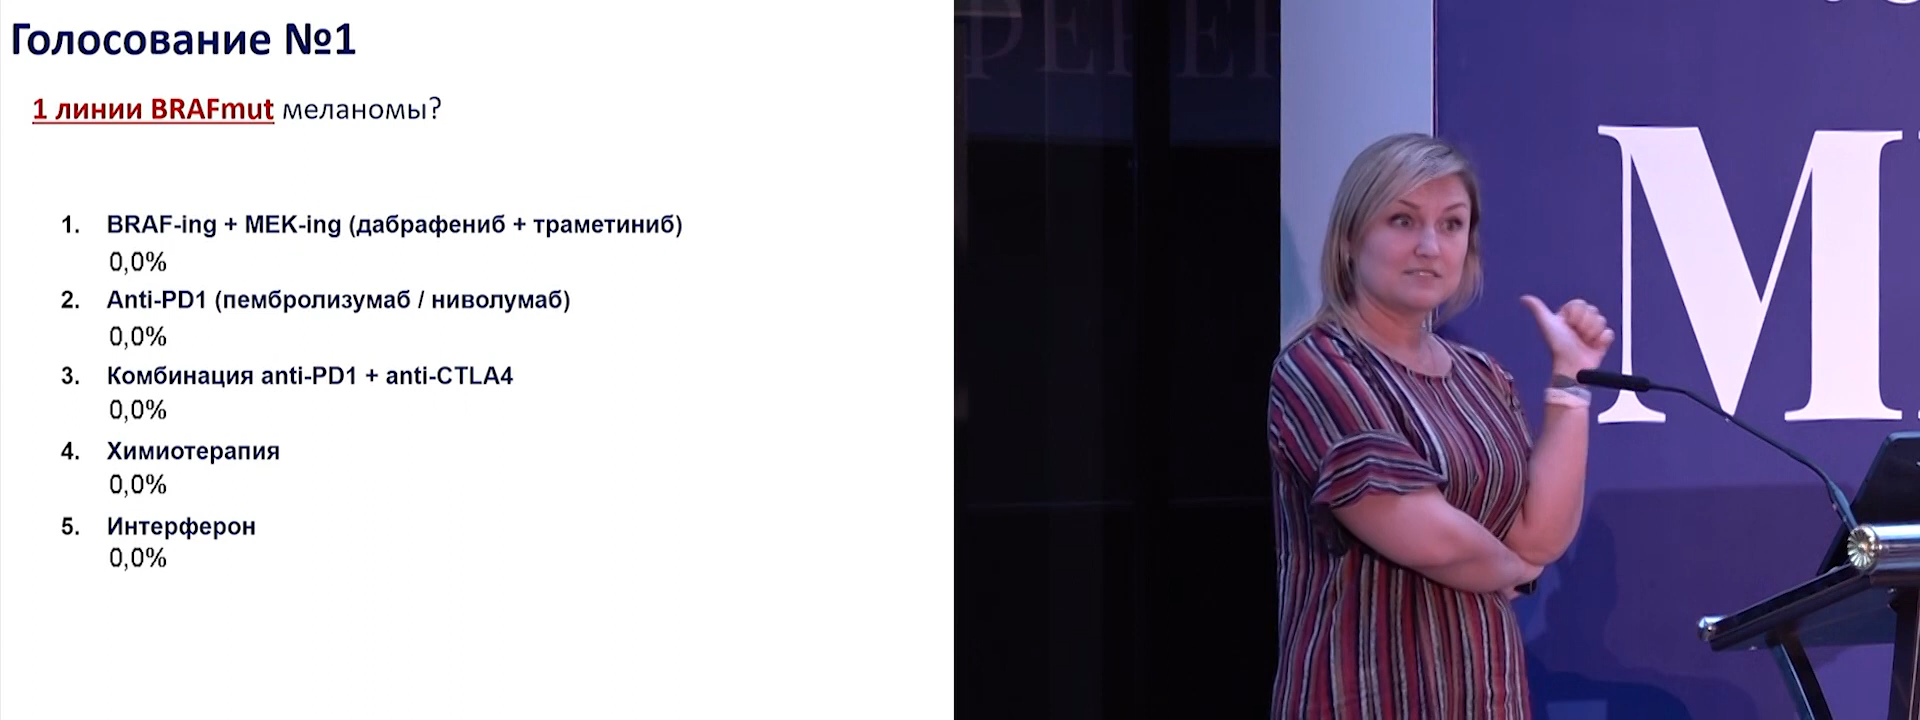 Голосование №1
1 линии BRAFmut меланомы?
1. BRAF-ing + MEK-ing (дабрафениб + траметиниб)
0,0%
2. Anti-PD1 (пембролизумаб / ниволумаб)
0,0%
3. Комбинация anti-PD1 + anti-CTLA4
0,0%
4. Химиотерапия
0,0%
5. Интерферон
0,0%
ФЕРЕН
М